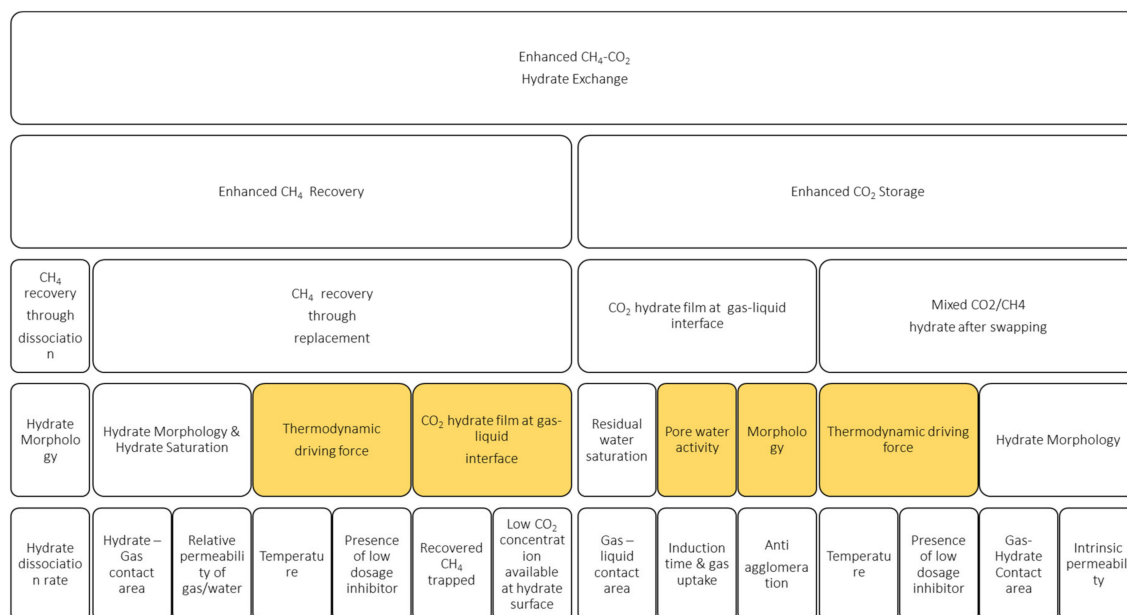 Enhanced CH₄-CO₂
Hydrate Exchange
Enhanced CH₄ Recovery
Enhanced CO₂ Storage
CH₄
recovery
through
dissociatio
n
CH₄ recovery
through
replacement
CO₂ hydrate film at gas-liquid
interface
Mixed CO2/CH4
hydrate after swapping
Hydrate
Morpholo
gy
Hydrate Morphology &
Hydrate Saturation
Thermodynamic
driving force
CO₂ hydrate film at gas-
liquid
interface
Residual
water
saturation
Pore water
activity
Morpholo
gy
Thermodynamic driving
force
Hydrate Morphology
Hydrate
dissociatio
n rate
Hydrate –
Gas
contact
area
Relative
permeabili
ty of
gas/water
Temperatu
re
Presence
of low
dosage
inhibitor
Recovered
CH₄
trapped
Low CO₂
concentrat
ion
available
at hydrate
surface
Gas –
liquid
contact
area
Induction
time & gas
uptake
Anti
agglomera
tion
Temperatu
re
Presence
of low
dosage
inhibitor
Gas-
Hydrate
Contact
area
Intrinsic
permeabili
ty